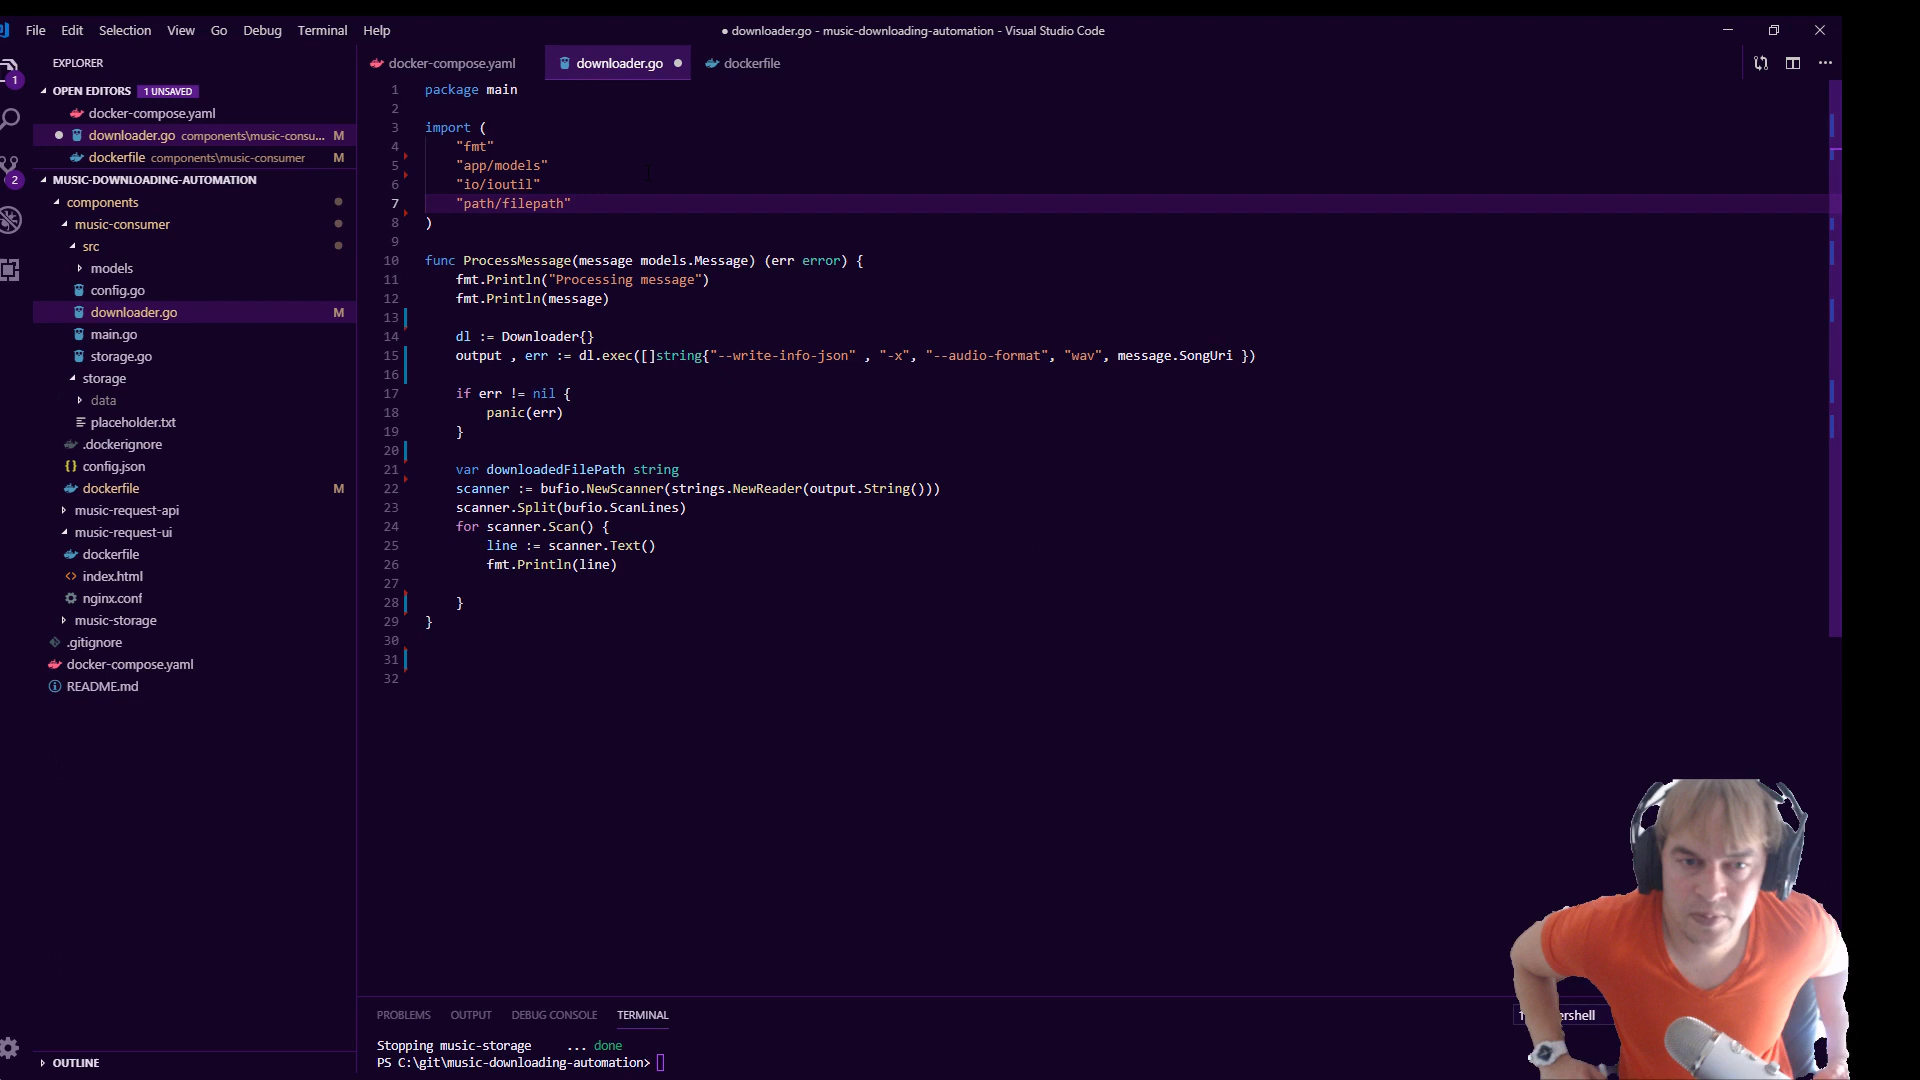 File Edit Selection View Go Debug Terminal Help
● downloader.go - music-downloading-automation - Visual Studio Code
EXPLORER
1
OPEN EDITORS 1 UNSAVED
docker-compose.yaml
downloader.go components\music-consu... M
dockerfile components\music-consumer M
2
MUSIC-DOWNLOADING-AUTOMATION
components
music-consumer
src
models
config.go
downloader.go M
main.go
storage.go
storage
data
placeholder.txt
.dockerignore
config.json
dockerfile M
music-request-api
music-request-ui
dockerfile
index.html
nginx.conf
music-storage
.gitignore
docker-compose.yaml
README.md
OUTLINE
docker-compose.yaml downloader.go dockerfile
1 package main
2
3 import (
4 "fmt"
5 "app/models"
6 "io/ioutil"
7 "path/filepath"
8 )
9
10 func ProcessMessage(message models.Message) (err error) {
11 fmt.Println("Processing message")
12 fmt.Println(message)
13
14 dl := Downloader{}
15 output , err := dl.exec([]string{"--write-info-json" , "-x", "--audio-format", "wav", message.SongUri })
16
17 if err != nil {
18 panic(err)
19 }
20
21 var downloadedFilePath string
22 scanner := bufio.NewScanner(strings.NewReader(output.String()))
23 scanner.Split(bufio.ScanLines)
24 for scanner.Scan() {
25 line := scanner.Text()
26 fmt.Println(line)
27
28 }
29 }
30
31
32
PROBLEMS OUTPUT DEBUG CONSOLE TERMINAL
Stopping music-storage ... done
PS C:\git\music-downloading-automation>